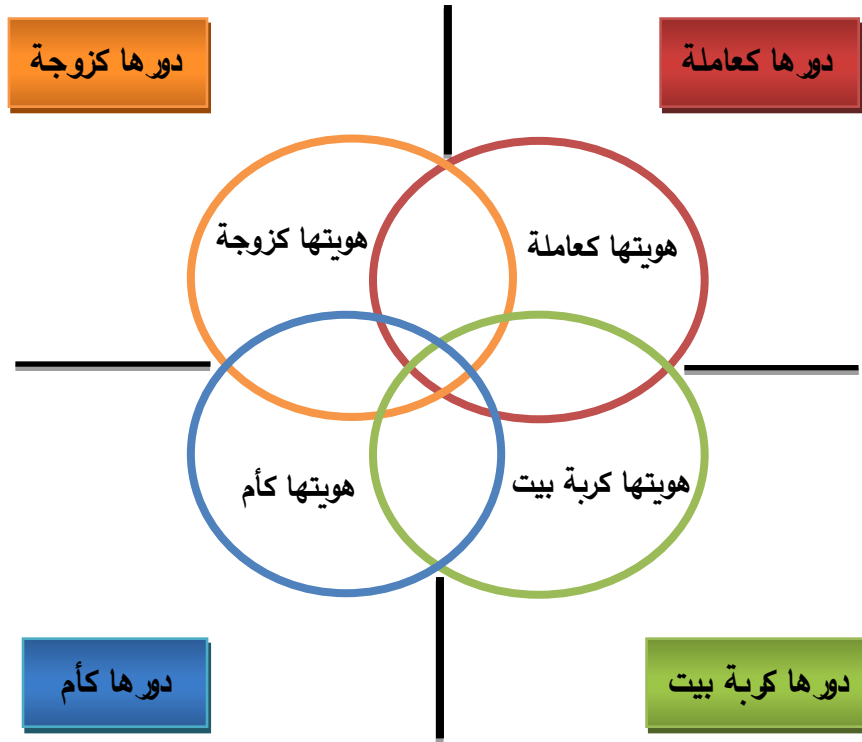 دورها كعاملة
دورها كزوجة
هويتها كعاملة
هويتها كزوجة
هويتها كربة بيت
هويتها كأم
دورها كربة بيت
دورها كأم